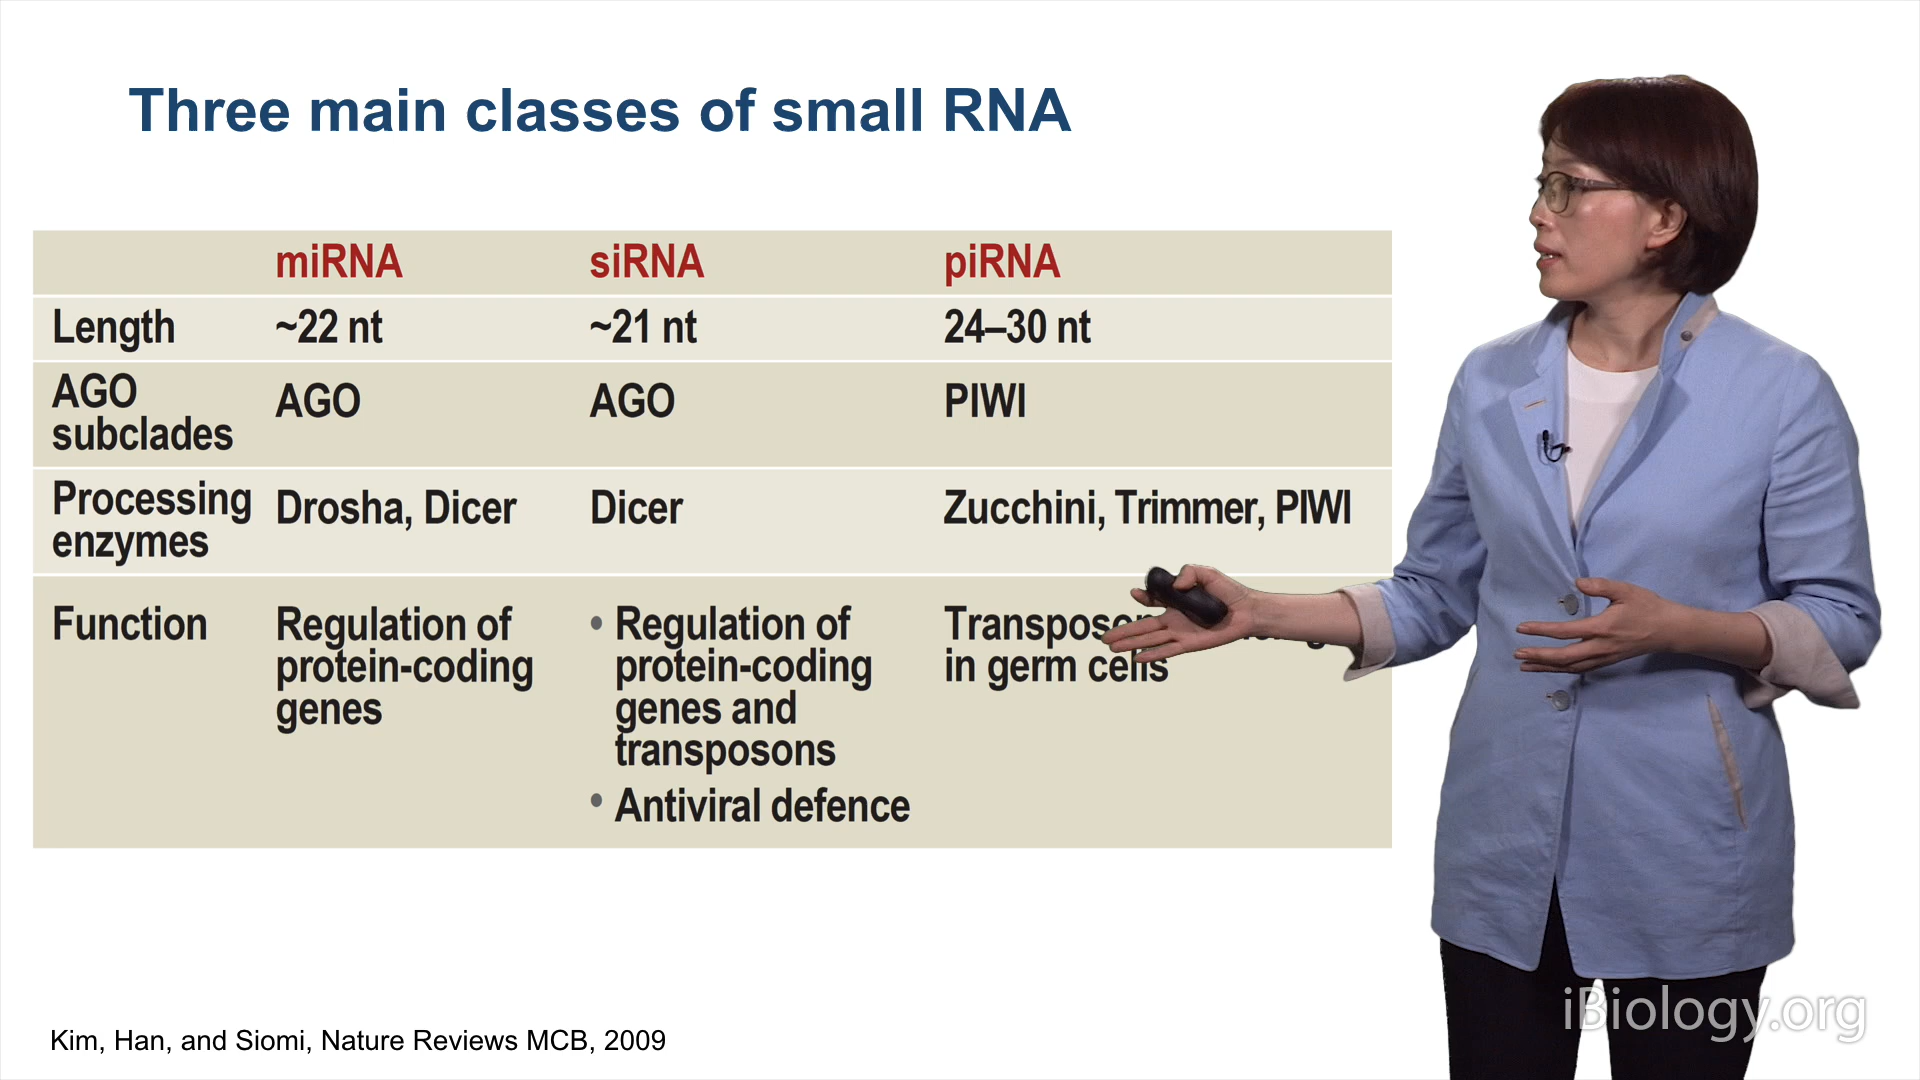 Three main classes of small RNA
miRNA siRNA piRNA
Length ~22 nt ~21 nt 24–30 nt
AGO
subclades AGO AGO PIWI
Processing
enzymes Drosha, Dicer Dicer Zucchini, Trimmer, PIWI
Function
Regulation of
protein-coding
genes
• Regulation of
protein-coding
genes and
transposons
• Antiviral defence
in germ cells
Kim, Han, and Siomi, Nature Reviews MCB, 2009
iBiology.org